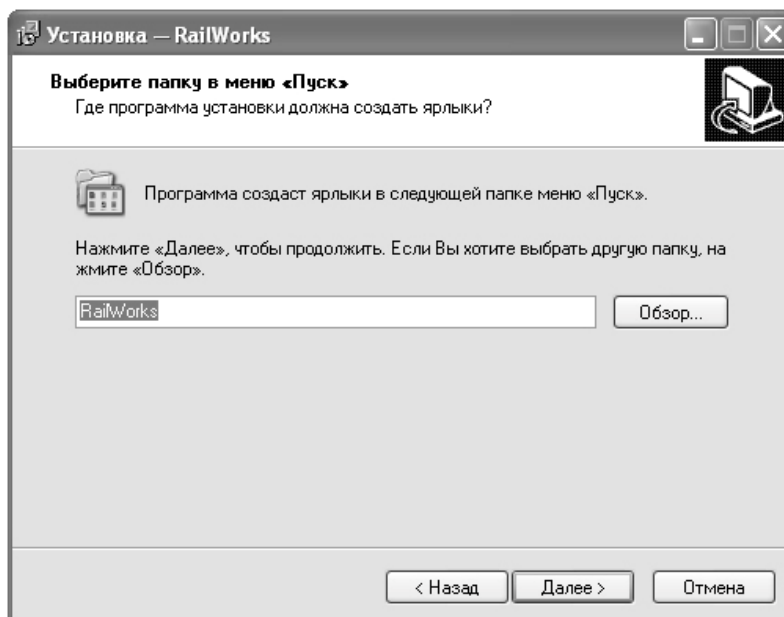 Установка — RailWorks
Выберите папку в меню «Пуск»
Где программа установки должна создать ярлыки?
Программа создаст ярлыки в следующей папке меню «Пуск».
Нажмите «Далее», чтобы продолжить. Если Вы хотите выбрать другую папку, на
жмите «Обзор».
RailWorks
Обзор...
< Назад
Далее >
Отмена